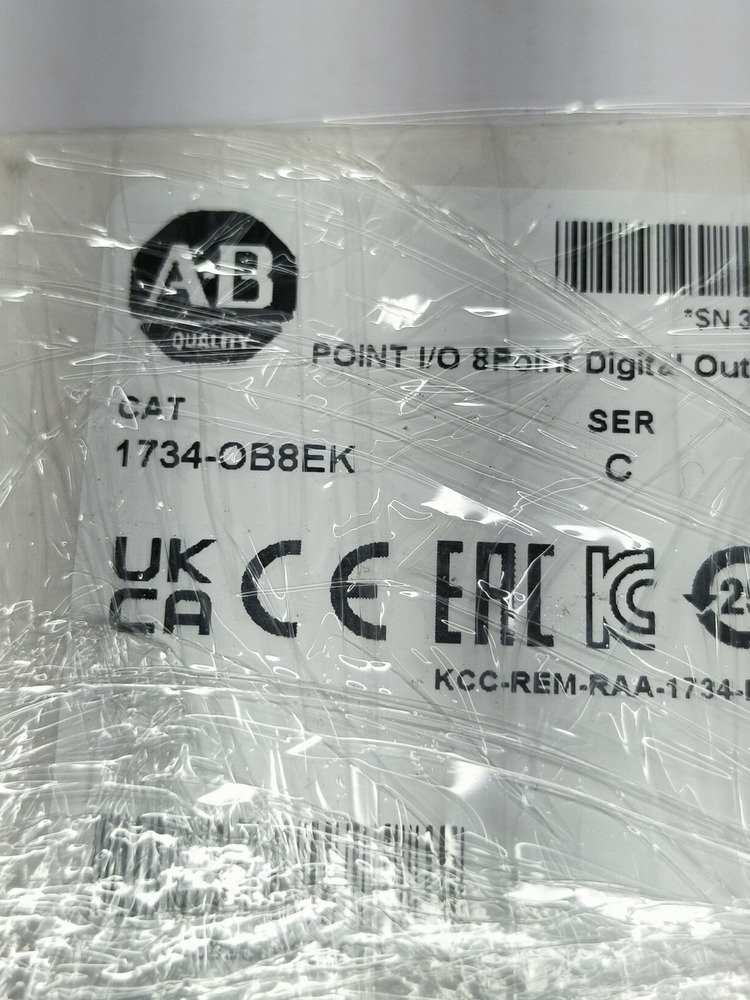 AB
QUALITY
*SN 3
POINT I/O 8Point Digital Out
CAT
SER
1734-OB8EK
C
UK
CA
CE
EAC
KC
KCC-REM-RAA-1734-